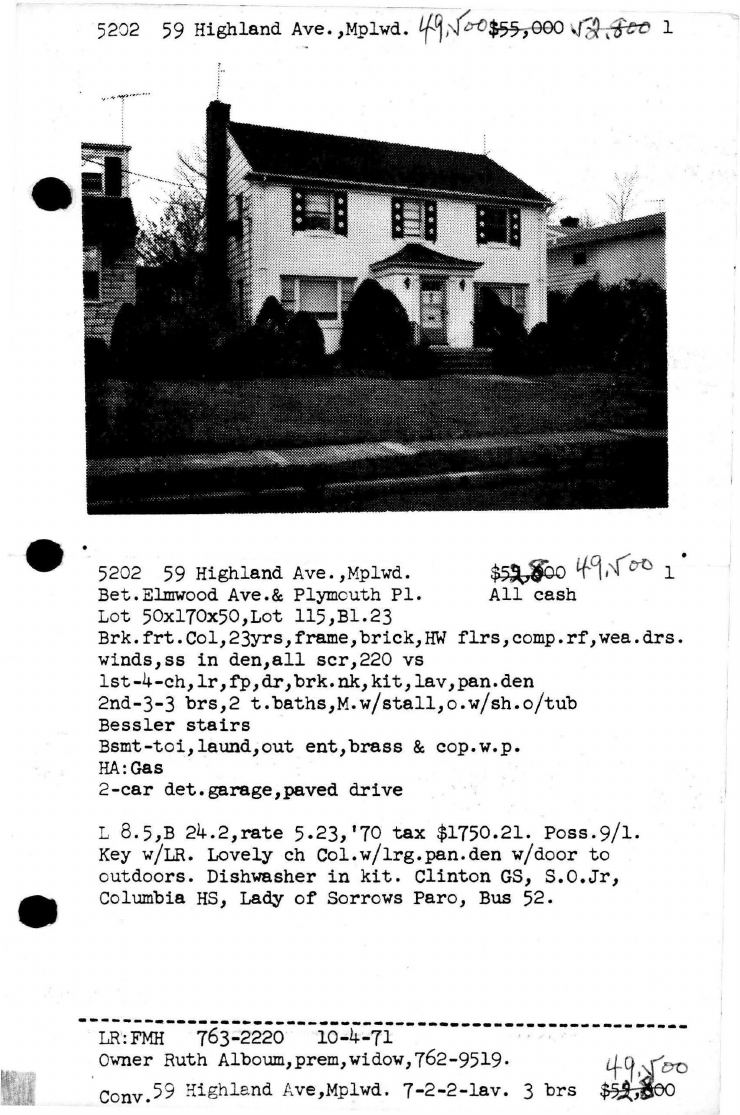 5202 59 Highland Ave.,Mplwd. 49,500 $55,000 52,800 1
5202 59 Highland Ave.,Mplwd. $52,800 49,500 1
Bet.Elmwood Ave.& Plymouth Pl. All cash
Lot 50x170x50,Lot 115,Bl.23
Brk.frt.Col,23yrs,frame,brick,HW flrs,comp.rf,wea.drs.
winds,ss in den,all scr,220 vs
1st-4-ch,lr,fp,dr,brk.nk,kit,lav,pan.den
2nd-3-3 brs,2 t.baths,M.w/stall,o.w/sh.o/tub
Bessler stairs
Bsmt-toi,laund,out ent,brass & cop.w.p.
HA:Gas
2-car det.garage,paved drive
L 8.5,B 24.2,rate 5.23,'70 tax $1750.21. Poss.9/1.
Key w/LR. Lovely ch Col.w/lrg.pan.den w/door to
outdoors. Dishwasher in kit. Clinton GS, S.O.Jr,
Columbia HS, Lady of Sorrows Paro, Bus 52.
LR:FMH 763-2220 10-4-71
Owner Ruth Alboum,prem,widow,762-9519.
49,500
Conv.59 Highland Ave,Mplwd. 7-2-2-lav. 3 brs $52,800